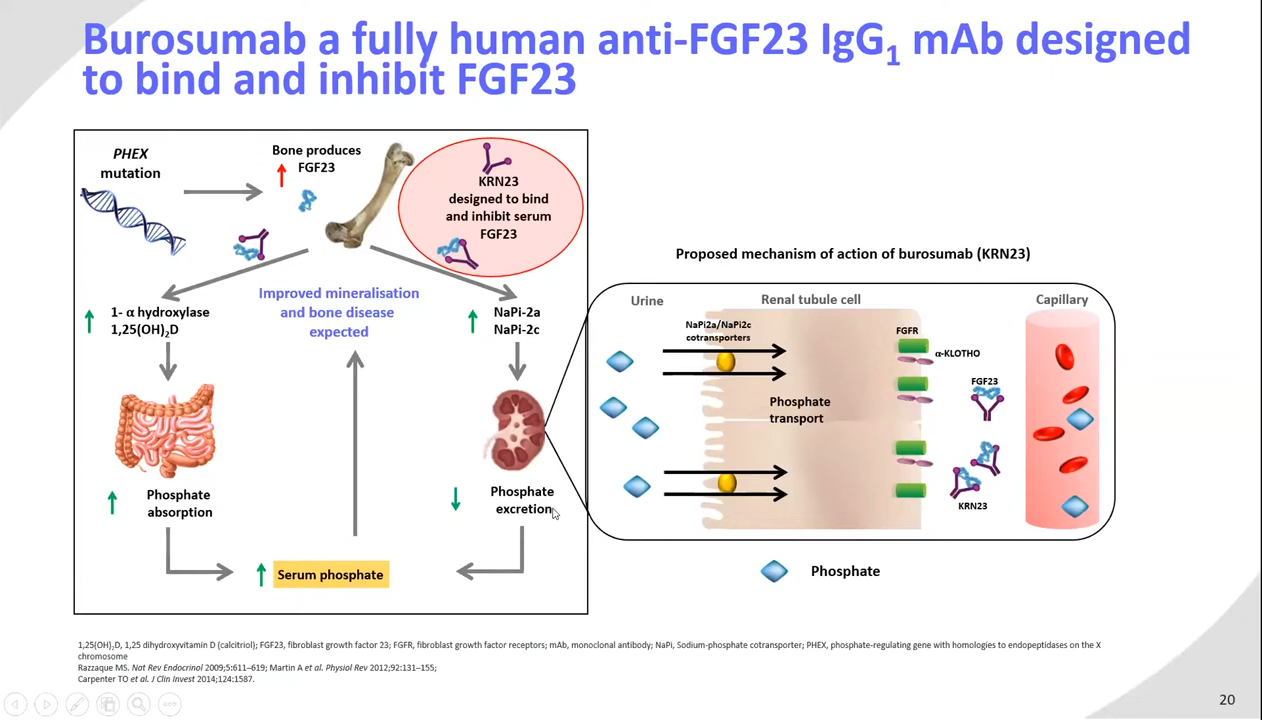 Burosumab a fully human anti-FGF23 IgG1 mAb designed
to bind and inhibit FGF23
PHEX
mutation
Bone produces
FGF23
KRN23
designed to bind
and inhibit serum
FGF23
1- α hydroxylase
1,25(OH)2D
Improved mineralisation
and bone disease
expected
NaPi-2a
NaPi-2c
Phosphate
absorption
Phosphate
excretion
Serum phosphate
Proposed mechanism of action of burosumab (KRN23)
Urine
Renal tubule cell
Capillary
NaPi2a/NaPi2c
cotransporters
FGFR
α-KLOTHO
FGF23
Phosphate
transport
KRN23
Phosphate
1,25(OH)2D, 1,25 dihydroxyvitamin D (calcitriol); FGF23, fibroblast growth factor 23; FGFR, fibroblast growth factor receptors; mAb, monoclonal antibody; NaPi, Sodium-phosphate cotransporter; PHEX, phosphate-regulating gene with homologies to endopeptidases on the X
chromosome
Razzaque MS. Nat Rev Endocrinol 2009;5:611–619; Martin A et al. Physiol Rev 2012;92:131–155;
Carpenter TO et al. J Clin Invest 2014;124:1587.
20